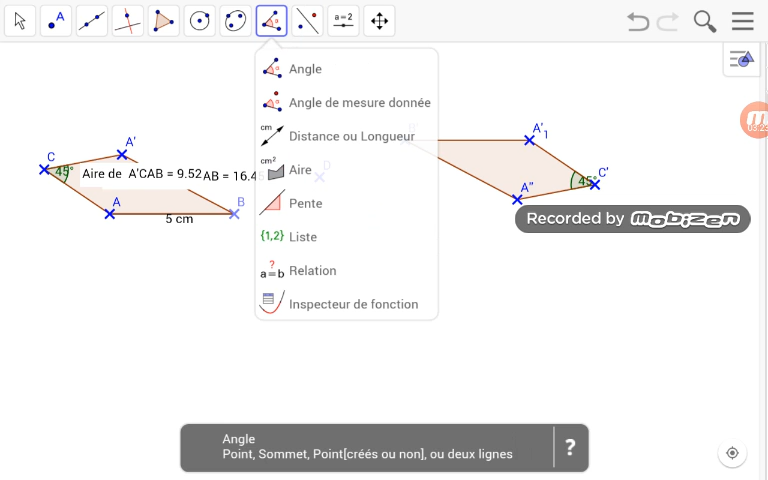 A
a=2
Angle
Angle de mesure donnée
cm
Distance ou Longueur
cm²
Aire
Pente
{1,2}
Liste
?
a=b
Relation
Inspecteur de fonction
A'
C
45°
Aire de A'CAB = 9.52
AB = 16.4
A
B
5 cm
D
A'₁
C'
45°
A"
Recorded by MOBIZEN
Angle
Point, Sommet, Point[créés ou non], ou deux lignes
?